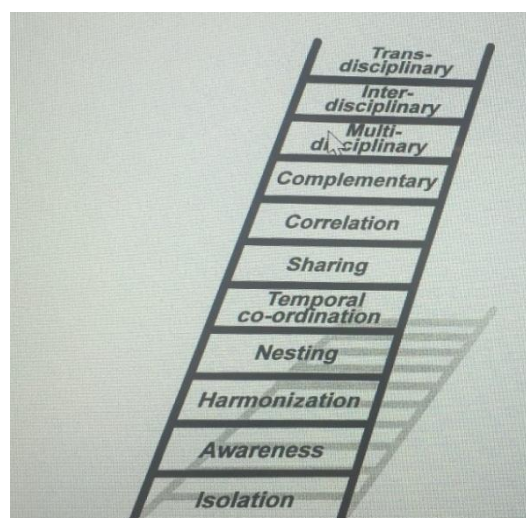 Trans-
disciplinary
Inter-
disciplinary
Multi-
disciplinary
Complementary
Correlation
Sharing
Temporal
co-ordination
Nesting
Harmonization
Awareness
Isolation